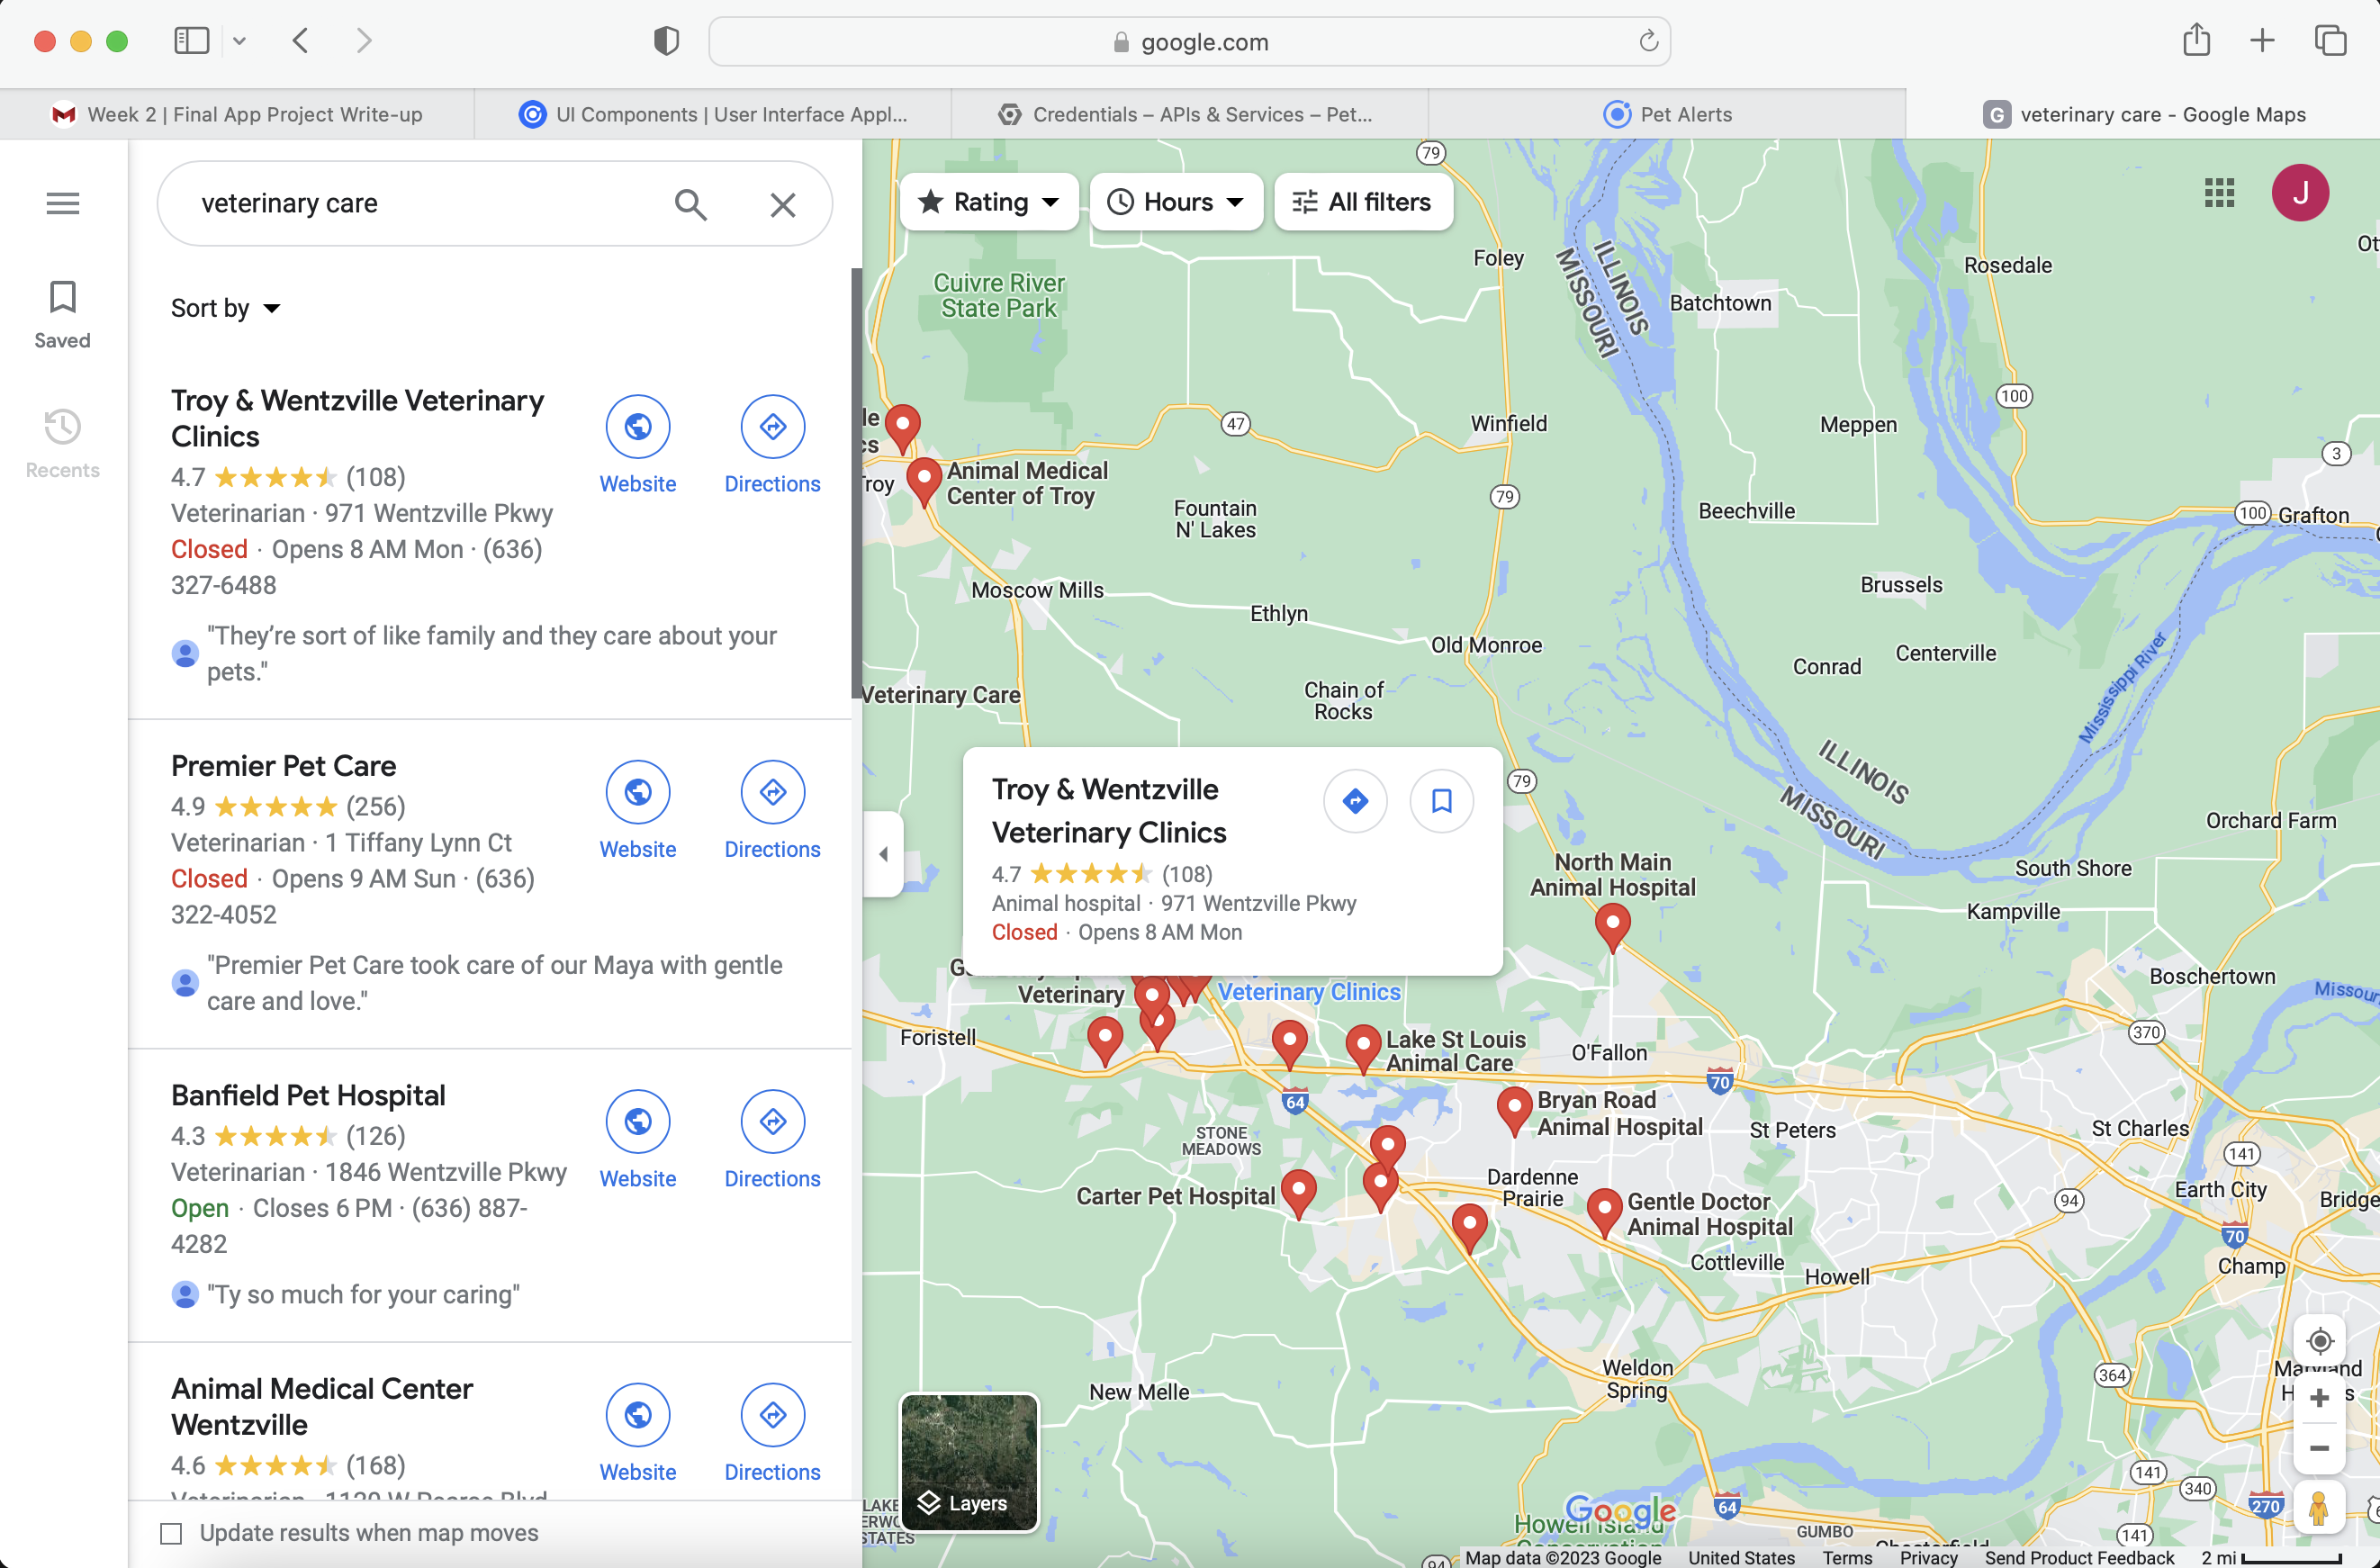 google.com
Week 2 | Final App Project Write-up
UI Components | User Interface Appl...
Credentials – APIs & Services – Pet...
Pet Alerts
G
veterinary care - Google Maps
veterinary care
Saved
Recents
Sort by
Troy & Wentzville Veterinary
Clinics
4.7 (108)
Veterinarian · 971 Wentzville Pkwy
Closed · Opens 8 AM Mon · (636)
327-6488
Website
Directions
"They're sort of like family and they care about your
pets."
Premier Pet Care
4.9 (256)
Veterinarian · 1 Tiffany Lynn Ct
Closed · Opens 9 AM Sun · (636)
322-4052
Website
Directions
"Premier Pet Care took care of our Maya with gentle
care and love."
Banfield Pet Hospital
4.3 (126)
Veterinarian · 1846 Wentzville Pkwy
Open · Closes 6 PM · (636) 887-
4282
Website
Directions
"Ty so much for your caring"
Animal Medical Center
Wentzville
4.6 (168)
Website
Directions
Update results when map moves
Rating
Hours
All filters
J
79
Cuivre River
State Park
Foley
ILLINOIS
MISSOURI
Batchtown
Rosedale
100
47
Winfield
Meppen
3
Animal Medical
Center of Troy
79
Fountain
N' Lakes
Beechville
100
Grafton
Moscow Mills
Ethlyn
Brussels
Old Monroe
Conrad
Centerville
Mississippi River
Veterinary Care
Chain of
Rocks
Troy & Wentzville
Veterinary Clinics
4.7 (108)
Animal hospital · 971 Wentzville Pkwy
Closed · Opens 8 AM Mon
79
ILLINOIS
MISSOURI
Orchard Farm
North Main
Animal Hospital
South Shore
Kampville
Boschertown
Veterinary
Veterinary Clinics
Foristell
Lake St Louis
Animal Care
O'Fallon
370
70
64
Bryan Road
Animal Hospital
STONE
MEADOWS
St Peters
St Charles
141
Dardenne
Prairie
Carter Pet Hospital
Gentle Doctor
Animal Hospital
94
Earth City
70
Cottleville
Howell
Champ
Weldon
Spring
New Melle
364
Layers
141
340
64
270
Google
GUMBO
141
94
Map data ©2023 Google
United States
Terms
Privacy
Send Product Feedback
2 mi